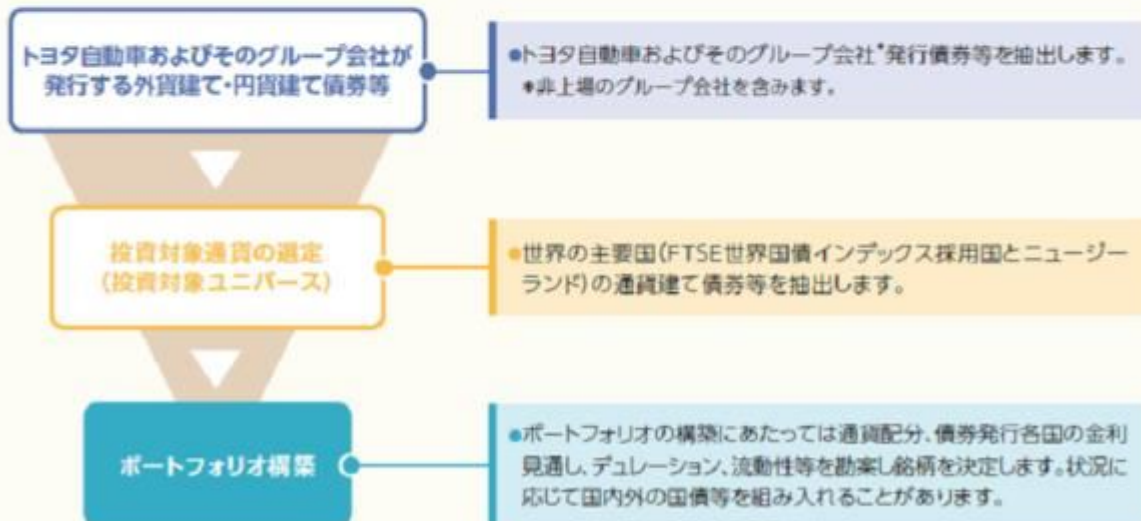 トヨタ自動車およびそのグループ会社が
発行する外貨建て・円貨建て債券等
●トヨタ自動車およびそのグループ会社*発行債券等を抽出します。
*非上場のグループ会社を含みます。
投資対象通貨の選定
(投資対象ユニバース)
●世界の主要国(FTSE世界国債インデックス採用国とニュージー
ランド)の通貨建て債券等を抽出します。
ポートフォリオ構築
●ポートフォリオの構築にあたっては通貨配分、債券発行各国の金利
見通し、デュレーション、流動性等を勘案し銘柄を決定します。状況に
応じて国内外の国債等を組み入れることがあります。